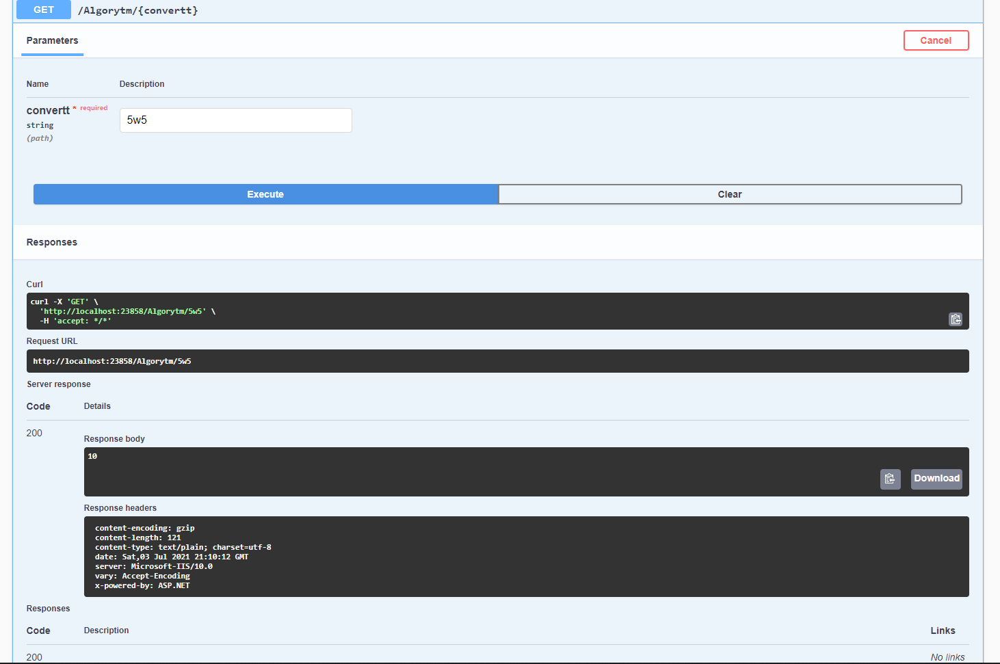 GET /Algorytm/{convertt}
Parameters
Cancel
Name Description
convertt * required
string
(path)
5w5
Execute Clear
Responses
Curl
curl -X 'GET' \
'http://localhost:23858/Algorytm/5w5' \
-H 'accept: */*'
Request URL
http://localhost:23858/Algorytm/5w5
Server response
Code Details
200
Response body
10
Download
Response headers
content-encoding: gzip
content-length: 121
content-type: text/plain; charset=utf-8
date: Sat,03 Jul 2021 21:10:12 GMT
server: Microsoft-IIS/10.0
vary: Accept-Encoding
x-powered-by: ASP.NET
Responses
Code Description Links
200 No links